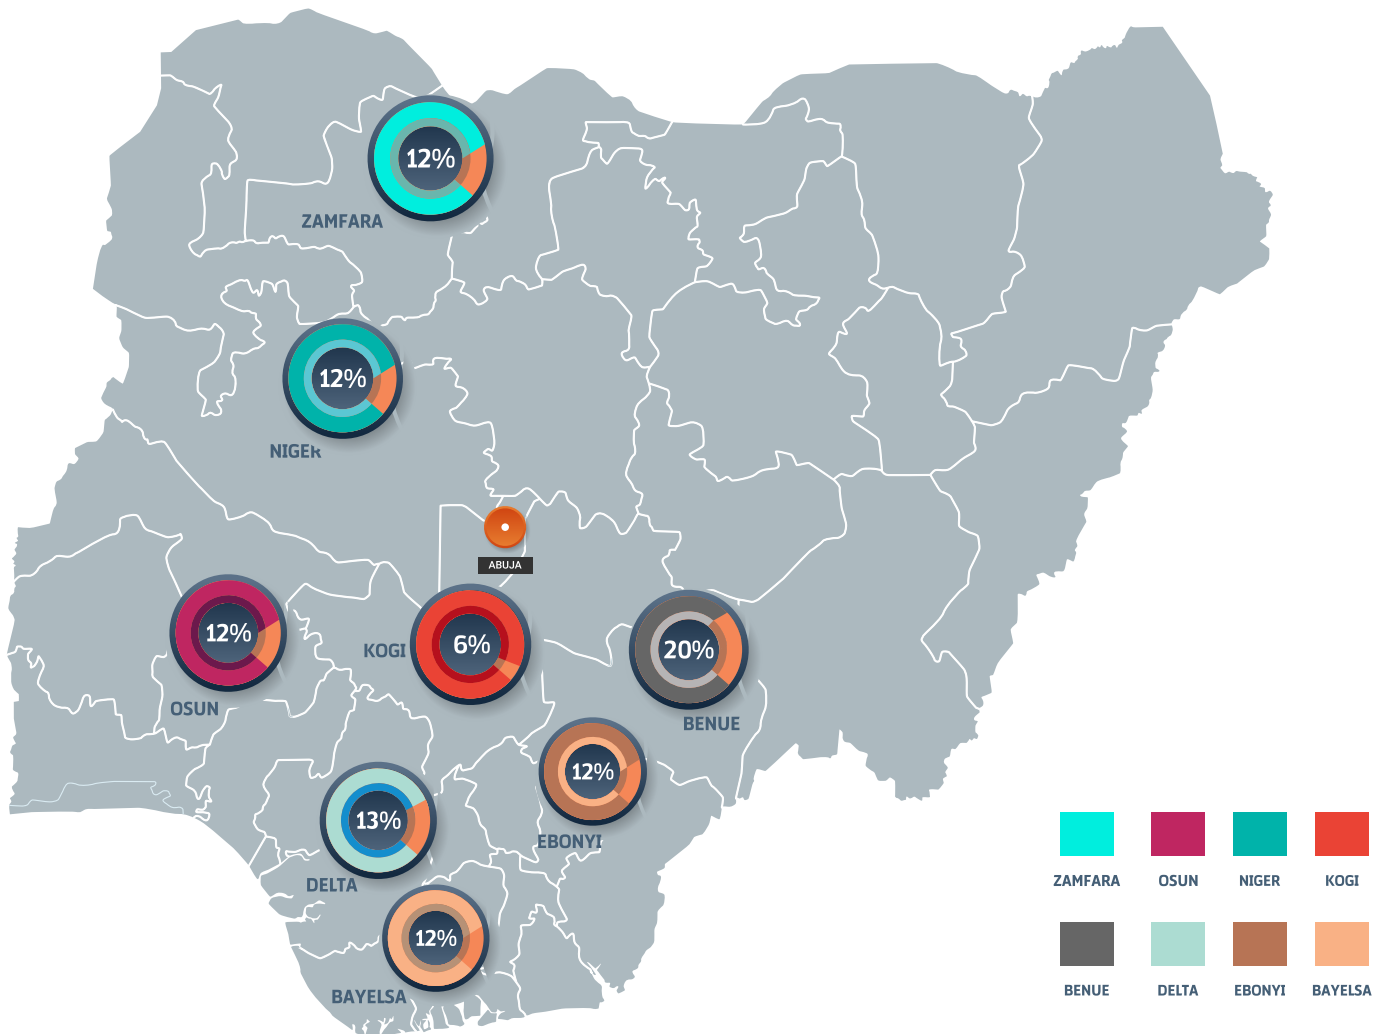 12%
ZAMFARA
12%
NIGER
ABUJA
12%
OSUN
KOGI
6%
20%
BENUE
12%
EBONYI
13%
DELTA
12%
BAYELSA
ZAMFARA OSUN NIGER KOGI
BENUE DELTA EBONYI BAYELSA